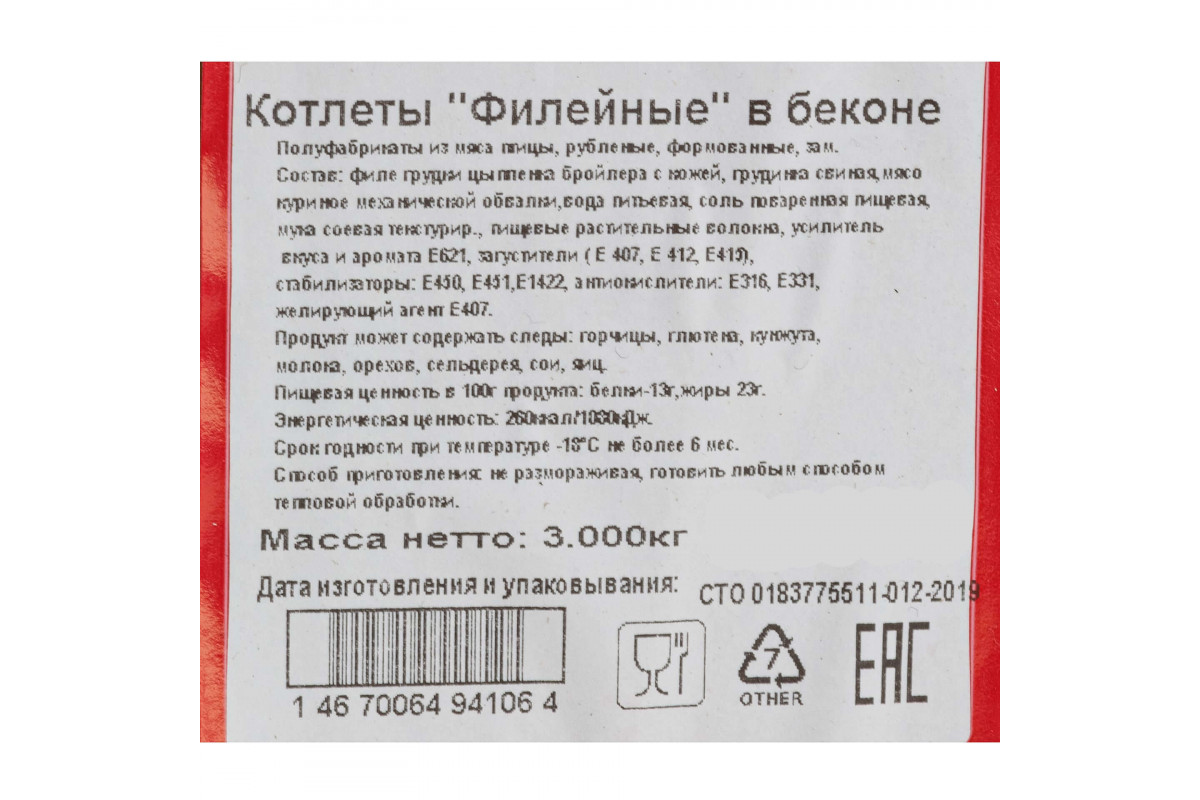 Котлеты "Филейные" в беконе
Полуфабрикаты из мяса птицы, рубленые, формованные, зам.
Состав: филе грудки цыпленка бройлера с кожей, грудинка свиная,мясо
куриное механической обвалки,вода питьевая, соль поваренная пищевая,
мука соевая текстурир., пищевые растительные волокна, усилитель
вкуса и аромата Е621, загустители ( Е 407, Е 412, Е415),
стабилизаторы: Е450, Е451,Е1422, антиокислители: Е316, Е331,
желирующий агент Е407.
Продукт может содержать следы: горчицы, глютена, кунжута,
молока, орехов, сельдерея, сои, яиц.
Пищевая ценность в 100г продукта: белки-13г,жиры 23г.
Энергетическая ценность: 260ккал/1080кДж.
Срок годности при температуре -18°С не более 6 мес.
Способ приготовления: не размораживая, готовить любым способом
тепловой обработки.
Масса нетто: 3.000кг
Дата изготовления и упаковывания:
СТО 0183775511-012-2019
1 46 70064 94106 4
7
OTHER
EAC